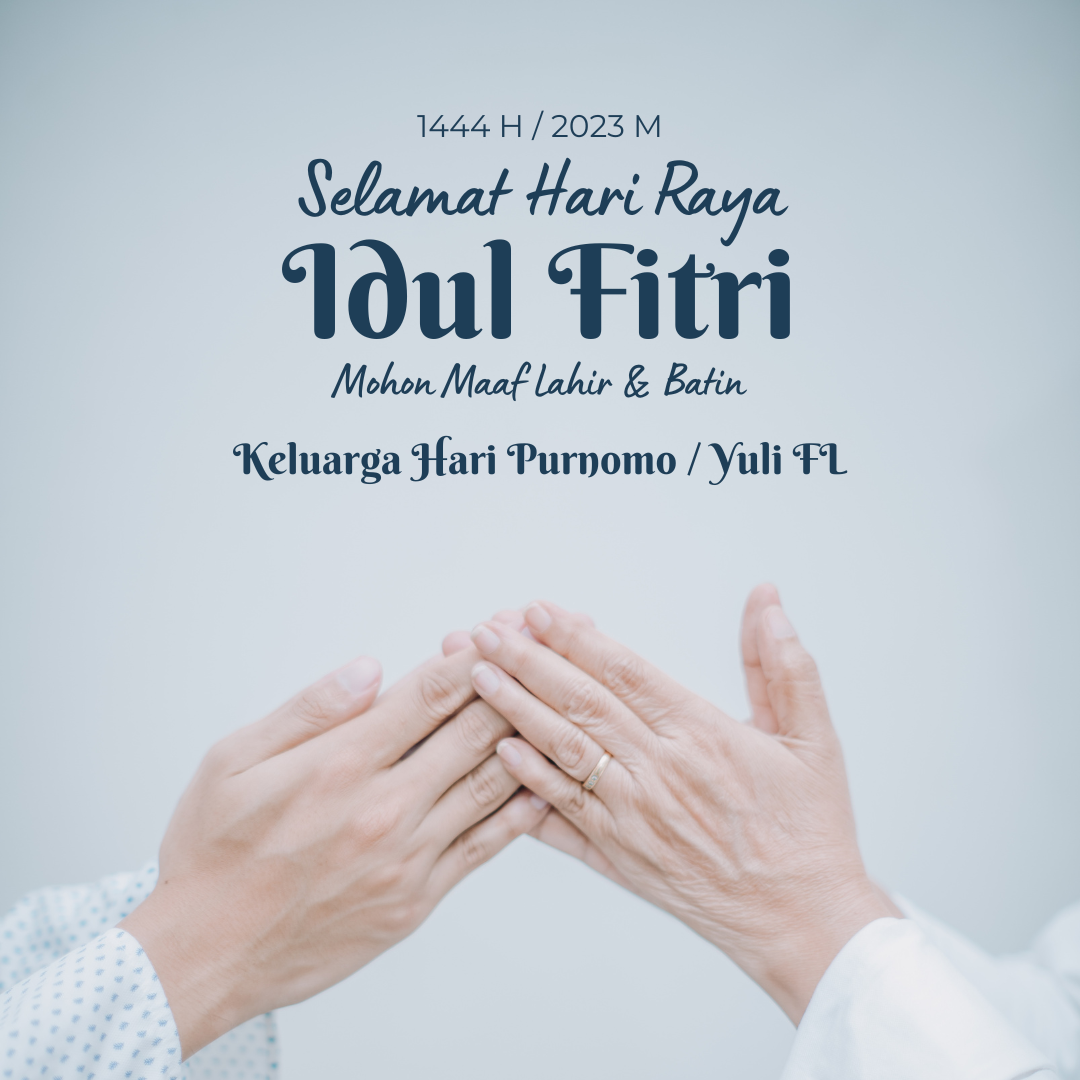 1444 H / 2023 M
Selamat Hari Raya
Idul Fitri
Mohon Maaf Lahir & Batin
Keluarga Hari Purnomo / Yuli FL